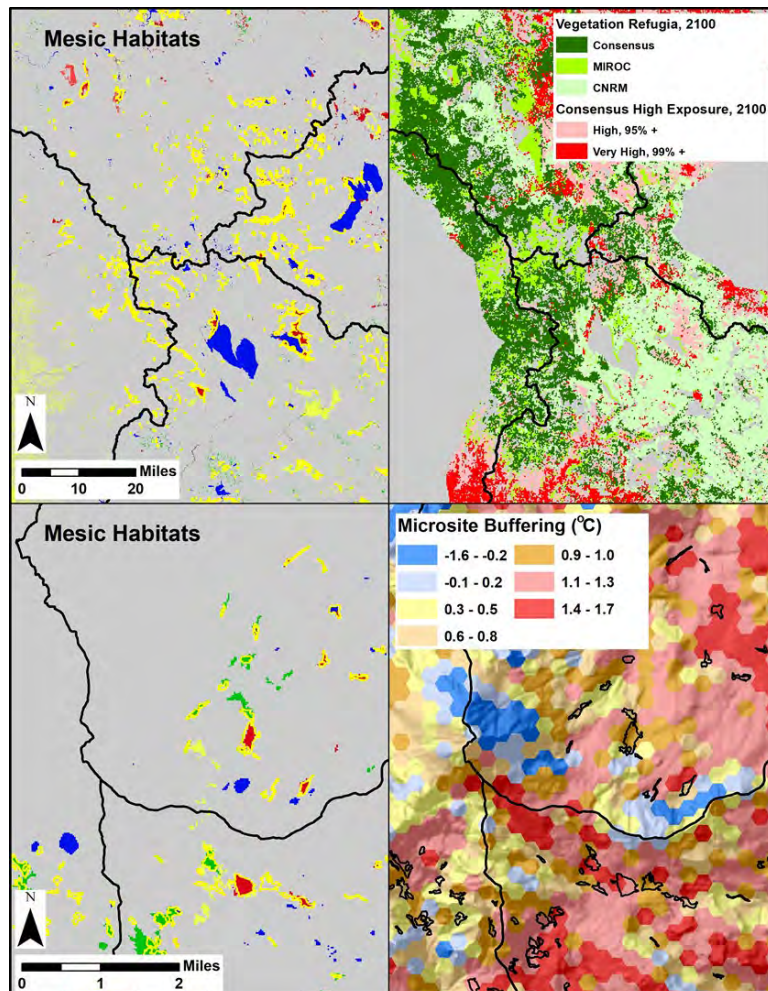 Mesic Habitats
N
Miles
0 10 20
Vegetation Refugia, 2100
Consensus
MIROC
CNRM
Consensus High Exposure, 2100
High, 95% +
Very High, 99% +
Mesic Habitats
N
Miles
0 1 2
Microsite Buffering (°C)
-1.6 - -0.2
-0.1 - 0.2
0.3 - 0.5
0.6 - 0.8
0.9 - 1.0
1.1 - 1.3
1.4 - 1.7